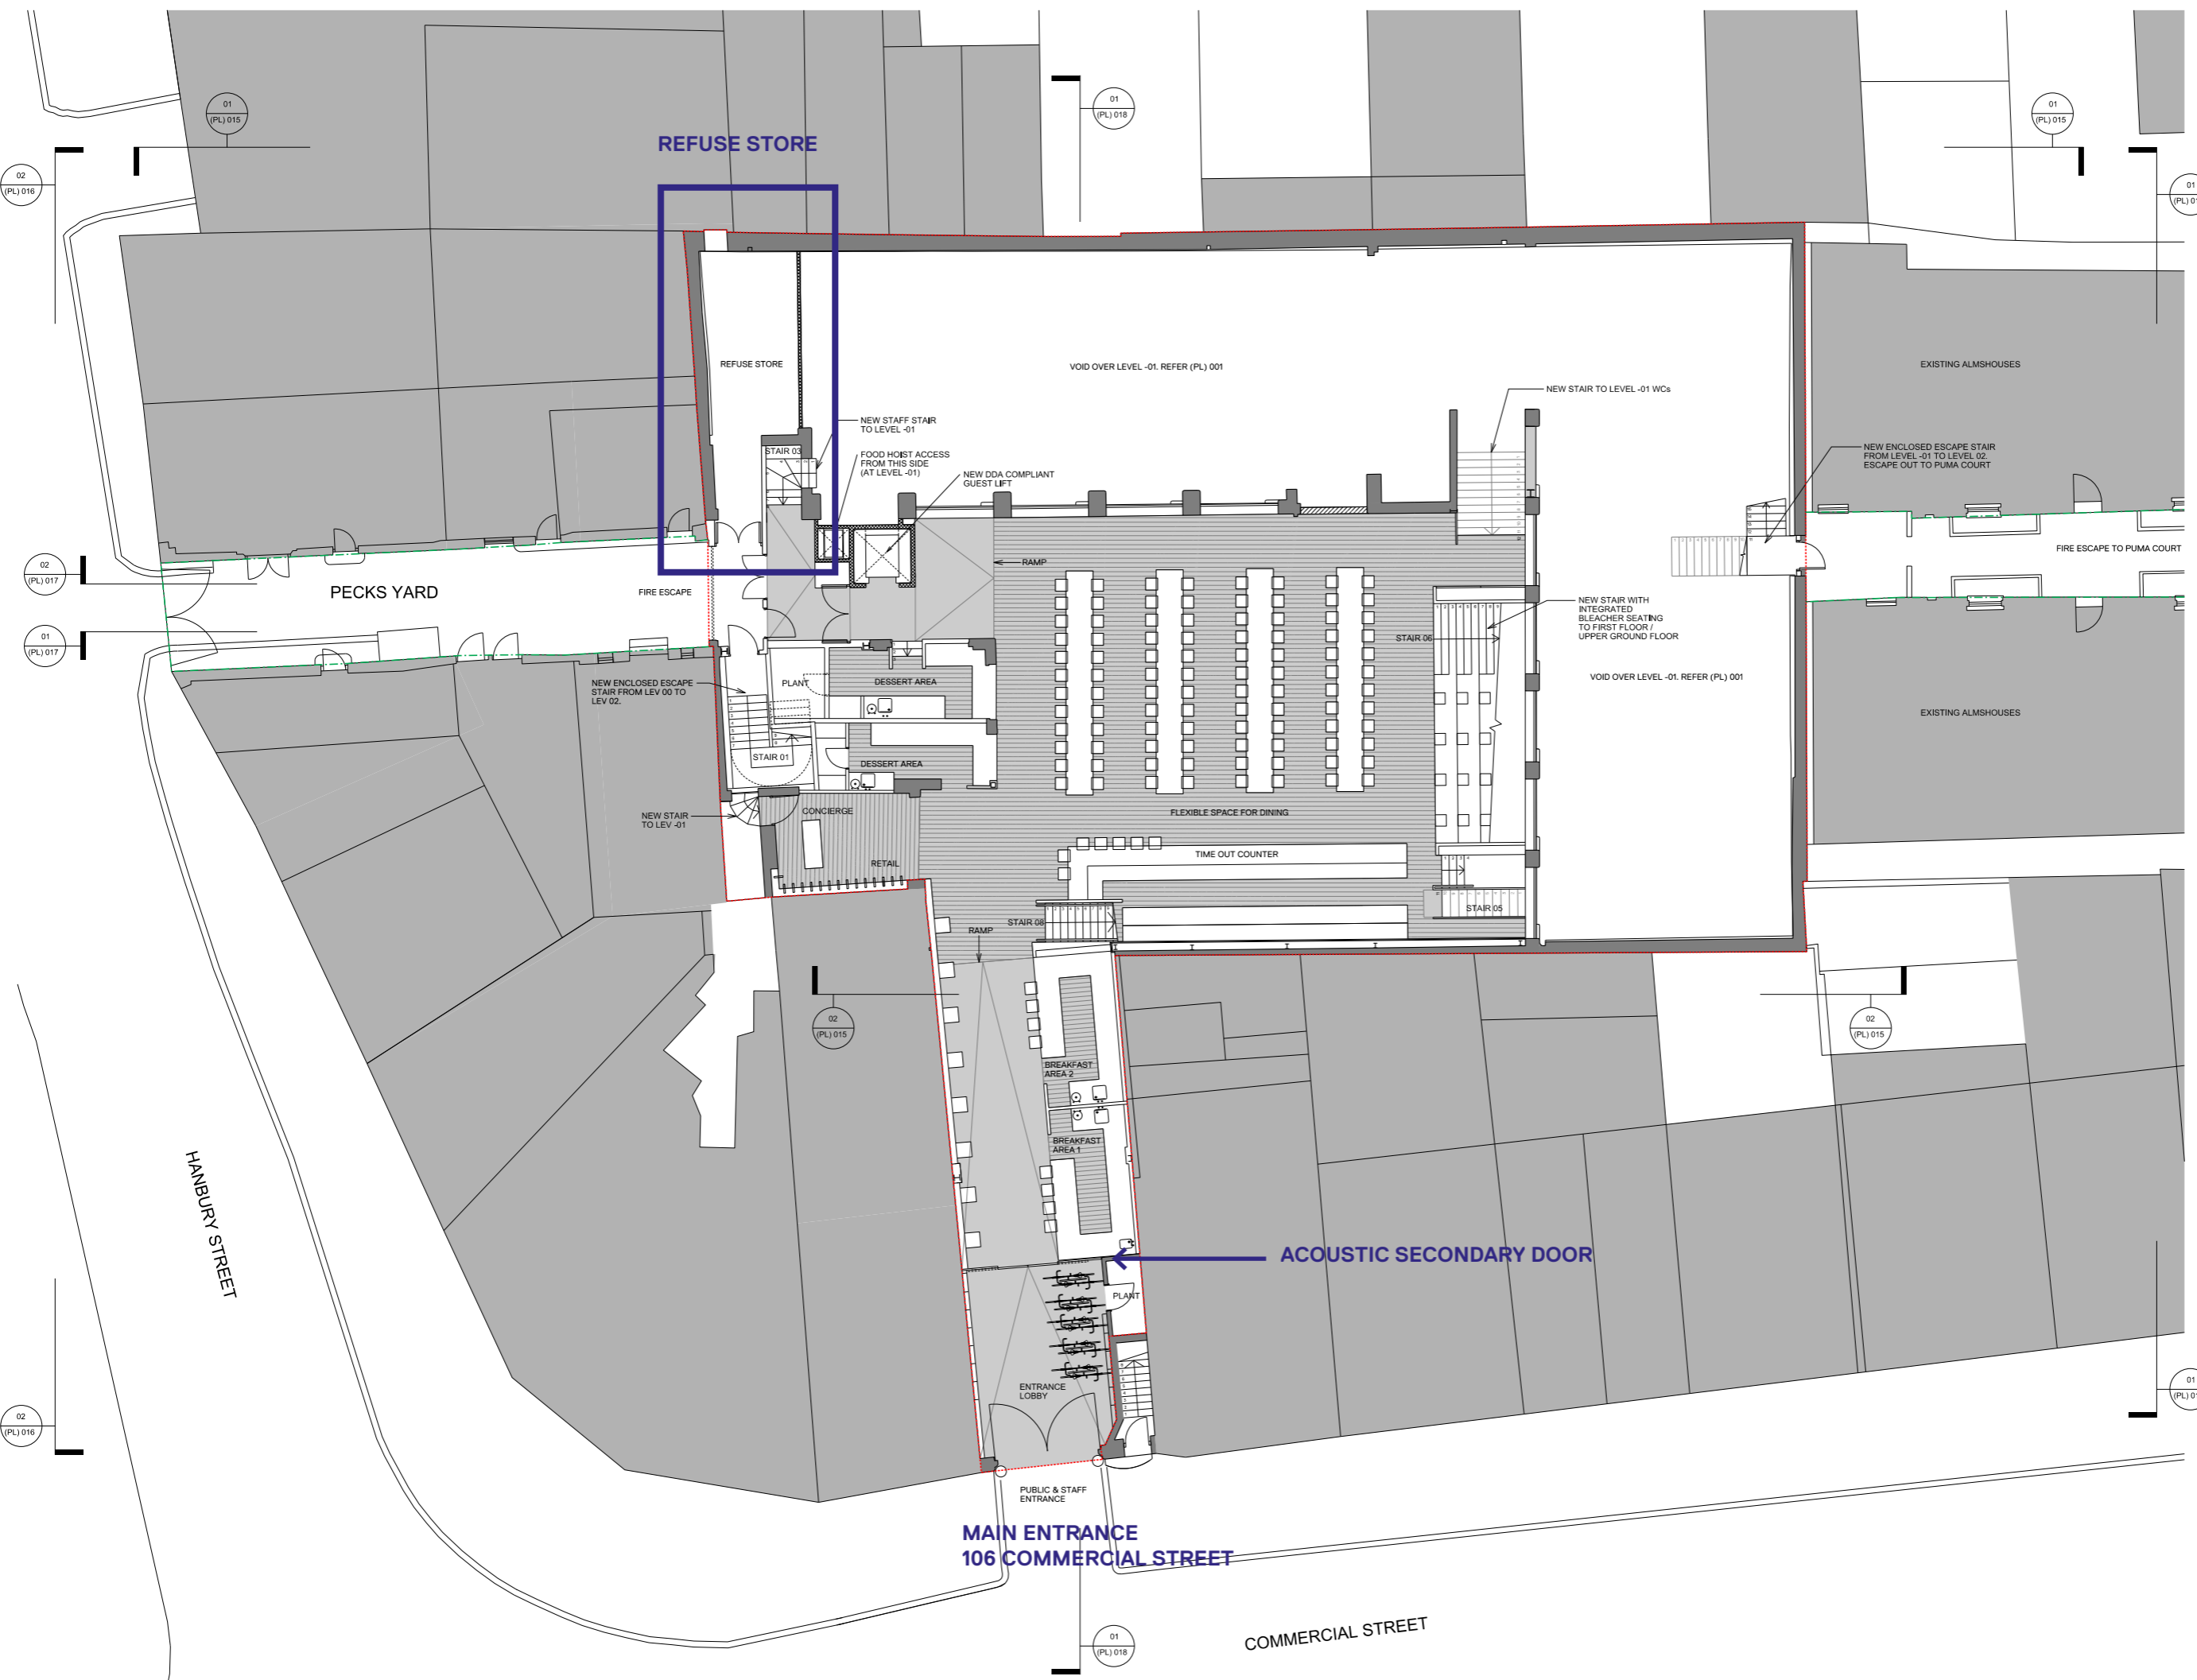 01
(PL) 015
01
(PL) 018
01
(PL) 015
REFUSE STORE
02
(PL) 016
01
REFUSE STORE
VOID OVER LEVEL -01. REFER (PL) 001
EXISTING ALMSHOUSES
NEW STAIR TO LEVEL -01 WCs
NEW STAFF STAIR
TO LEVEL -01
STAIR 03
FOOD HOIST ACCESS
FROM THIS SIDE
(AT LEVEL -01)
NEW DDA COMPLIANT
GUEST LIFT
NEW ENCLOSED ESCAPE STAIR
FROM LEVEL -01 TO LEVEL 02.
ESCAPE OUT TO PUMA COURT
FIRE ESCAPE TO PUMA COURT
RAMP
02
(PL) 017
PECKS YARD
FIRE ESCAPE
01
(PL) 017
NEW STAIR WITH
INTEGRATED
BLEACHER SEATING
TO FIRST FLOOR /
UPPER GROUND FLOOR
STAIR 06
VOID OVER LEVEL -01. REFER (PL) 001
EXISTING ALMSHOUSES
NEW ENCLOSED ESCAPE
STAIR FROM LEV 00 TO
LEV 02.
PLANT
DESSERT AREA
STAIR 01
DESSERT AREA
NEW STAIR
TO LEV -01
CONCIERGE
RETAIL
FLEXIBLE SPACE FOR DINING
TIME OUT COUNTER
STAIR 08
STAIR 05
RAMP
02
(PL) 015
02
(PL) 015
BREAKFAST
AREA 2
BREAKFAST
AREA 1
HANBURY STREET
ACOUSTIC SECONDARY DOOR
PLANT
ENTRANCE
LOBBY
02
(PL) 016
01
PUBLIC & STAFF
ENTRANCE
MAIN ENTRANCE
106 COMMERCIAL STREET
COMMERCIAL STREET
01
(PL) 018